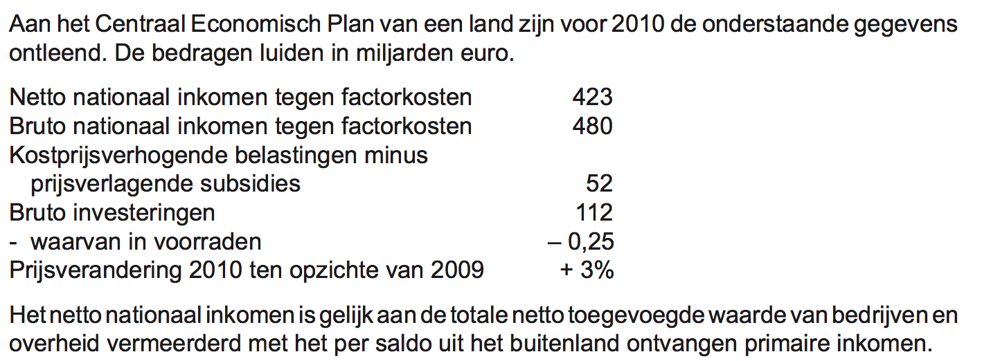 Aan het Centraal Economisch Plan van een land zijn voor 2010 de onderstaande gegevens
ontleend. De bedragen luiden in miljarden euro.
Netto nationaal inkomen tegen factorkosten 423
Bruto nationaal inkomen tegen factorkosten 480
Kostprijsverhogende belastingen minus
prijsverlagende subsidies 52
Bruto investeringen 112
- waarvan in voorraden – 0,25
Prijsverandering 2010 ten opzichte van 2009 + 3%
Het netto nationaal inkomen is gelijk aan de totale netto toegevoegde waarde van bedrijven en
overheid vermeerderd met het per saldo uit het buitenland ontvangen primaire inkomen.